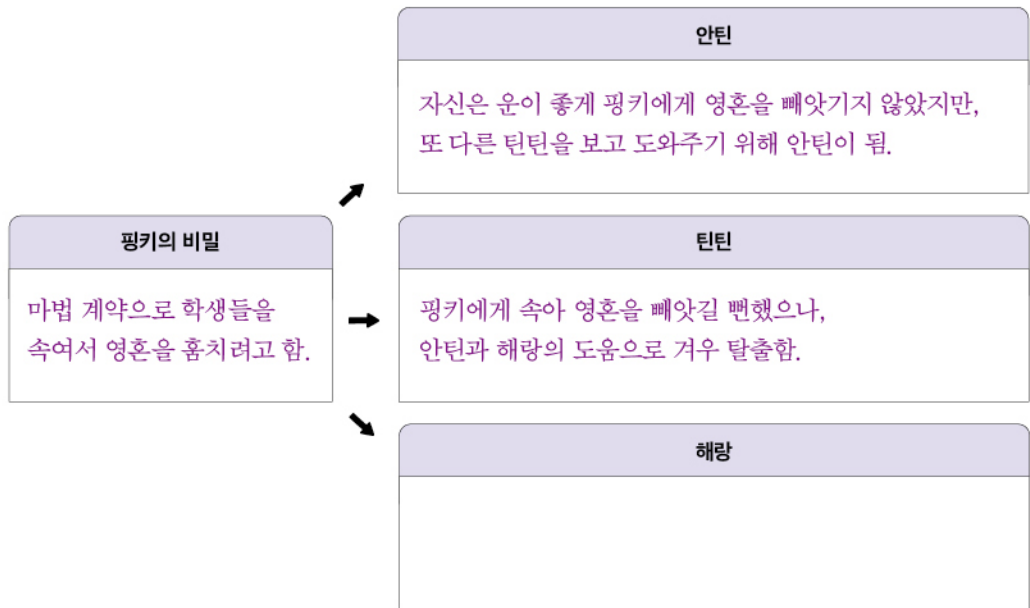 안틴
자신은 운이 좋게 핑키에게 영혼을 빼앗기지 않았지만,
또 다른 틴틴을 보고 도와주기 위해 안틴이 됨.
핑키의 비밀
마법 계약으로 학생들을
속여서 영혼을 훔치려고 함.
틴틴
핑키에게 속아 영혼을 빼앗길 뻔했으나,
안틴과 해랑의 도움으로 겨우 탈출함.
해랑